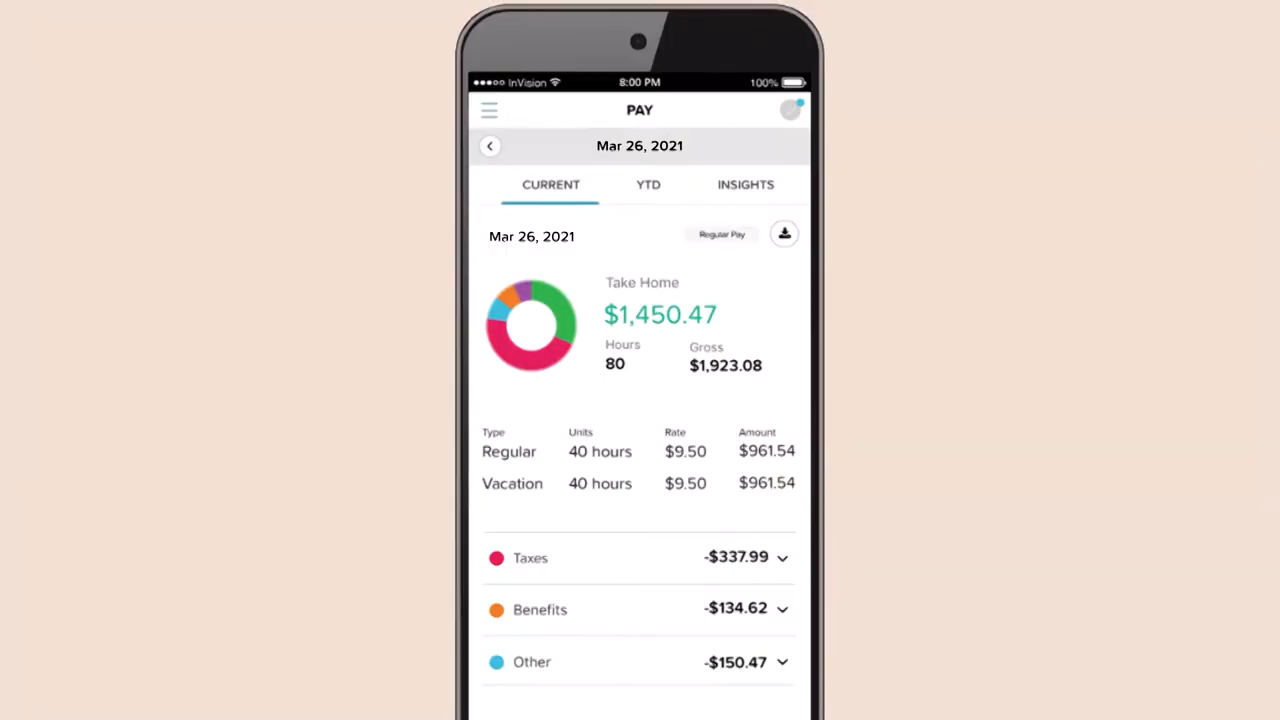 InVision 8:00 PM 100%
PAY
Mar 26, 2021
CURRENT YTD INSIGHTS
Mar 26, 2021 Regular Pay
Take Home
$1,450.47
Hours Gross
80 $1,923.08
Type Units Rate Amount
Regular 40 hours $9.50 $961.54
Vacation 40 hours $9.50 $961.54
Taxes -$337.99
Benefits -$134.62
Other -$150.47